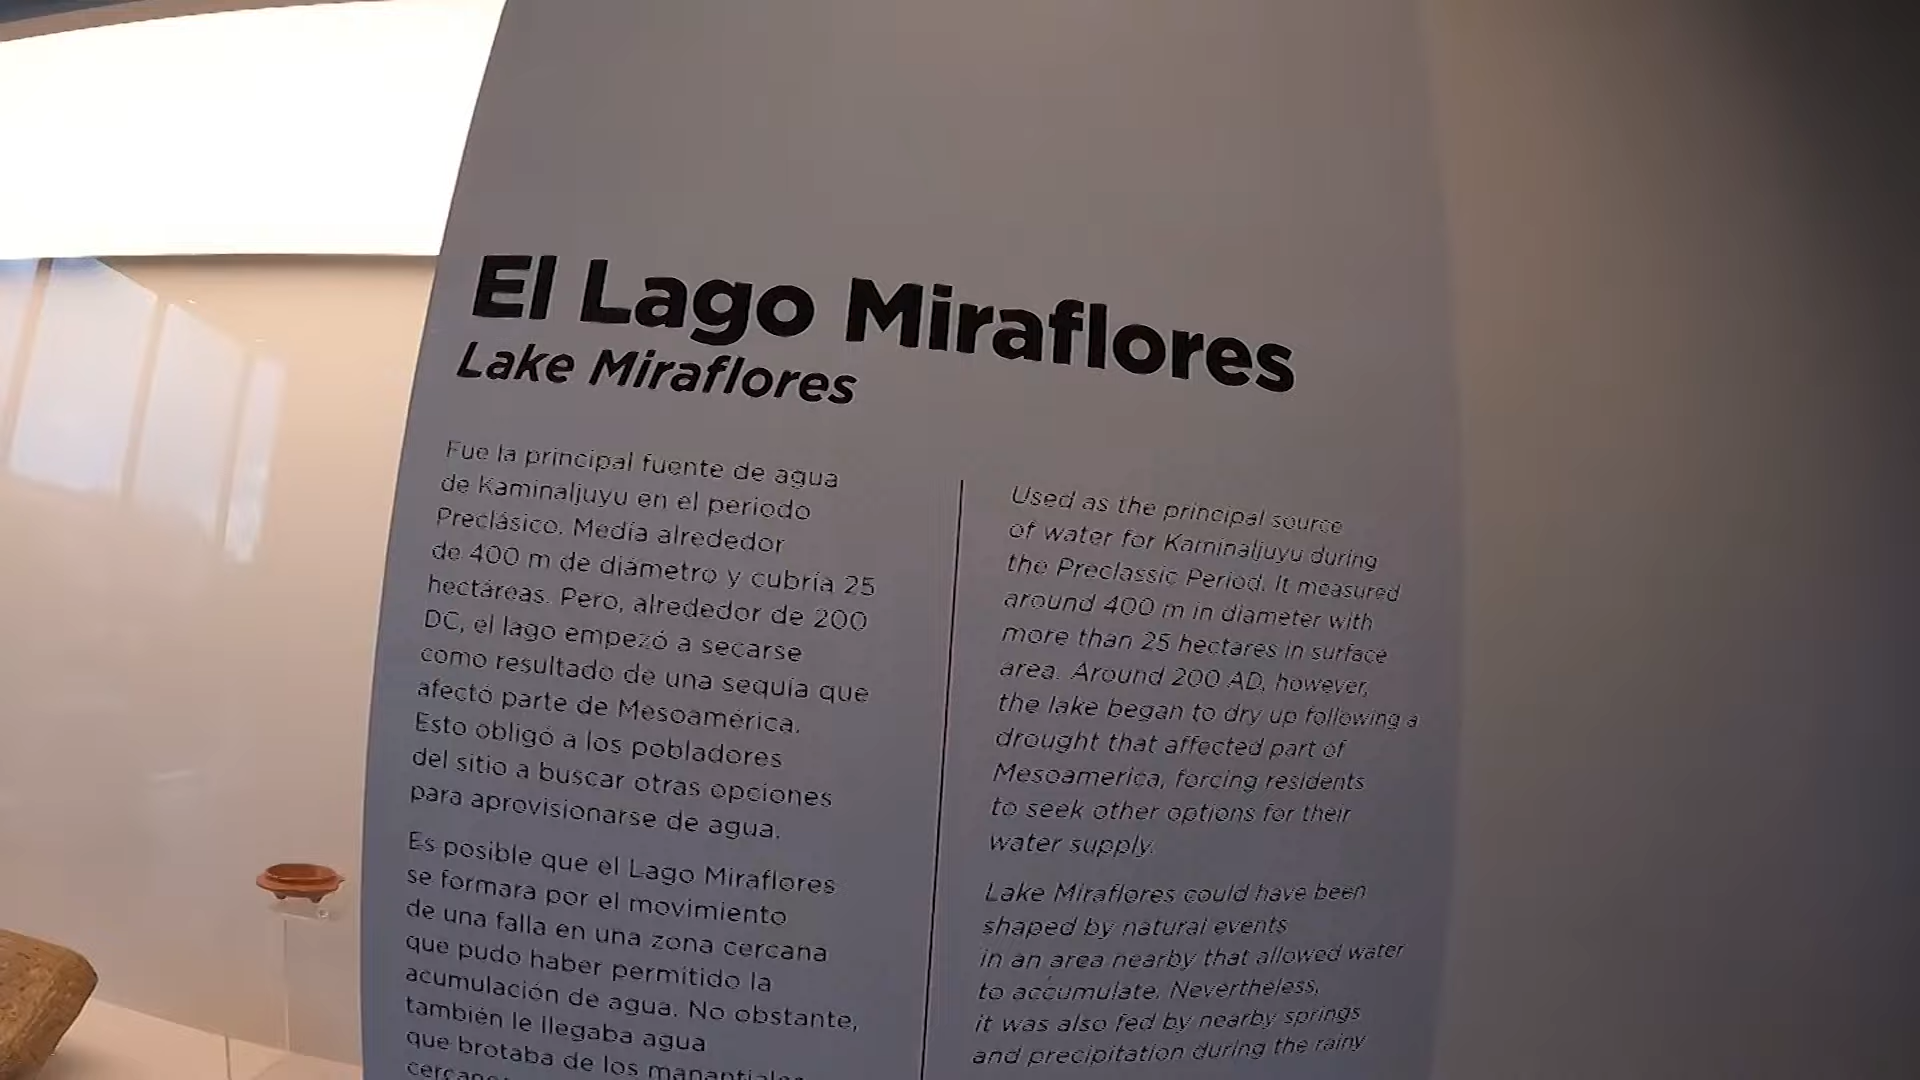 El Lago Miraflores
Lake Miraflores
Fue la principal fuente de agua
de Kaminaljuyu en el periodo
Preclásico. Medía alrededor
de 400 m de diámetro y cubría 25
hectáreas. Pero, alrededor de 200
DC, el lago empezó a secarse
como resultado de una sequía que
afectó parte de Mesoamérica.
Esto obligó a los pobladores
del sitio a buscar otras opciones
para aprovisionarse de agua.
Es posible que el Lago Miraflores
se formara por el movimiento
de una falla en una zona cercana
que pudo haber permitido la
acumulación de agua. No obstante,
también le llegaba agua
que brotaba de los manantiales
Used as the principal source
of water for Kaminaljuyu during
the Preclassic Period. It measured
around 400 m in diameter with
more than 25 hectares in surface
area. Around 200 AD, however,
the lake began to dry up following a
drought that affected part of
Mesoamerica, forcing residents
to seek other options for their
water supply.
Lake Miraflores could have been
shaped by natural events
in an area nearby that allowed water
to accumulate. Nevertheless,
it was also fed by nearby springs
and precipitation during the rainy